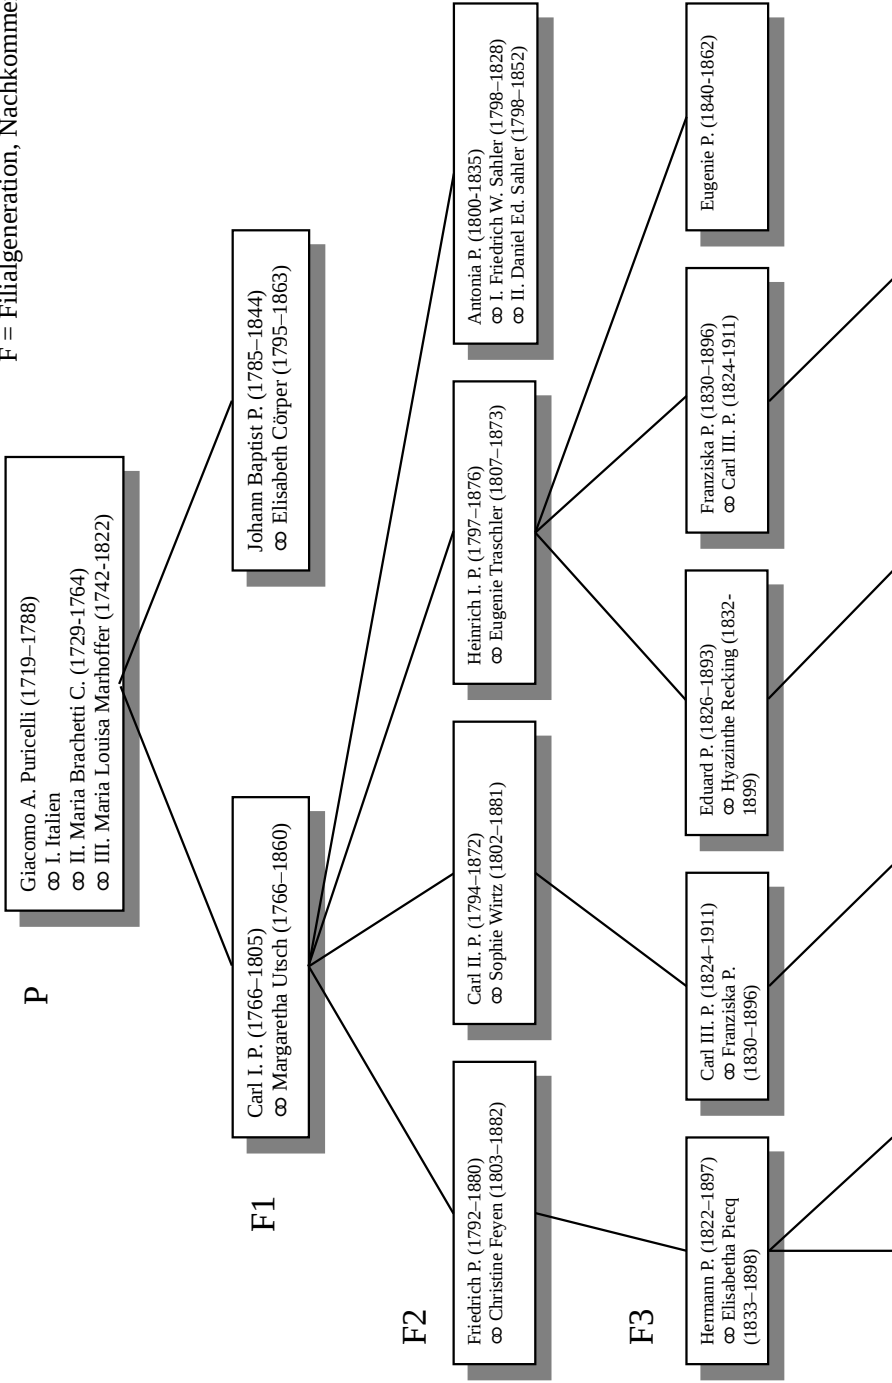 F = Filialgeneration, Nachkomme
P
Giacomo A. Puricelli (1719–1788)
⚭ I. Italien
⚭ II. Maria Brachetti C. (1729-1764)
⚭ III. Maria Louisa Marhoffer (1742-1822)
F1
Carl I. P. (1766–1805)
⚭ Margaretha Utsch (1766–1860)
Johann Baptist P. (1785–1844)
⚭ Elisabeth Cörper (1795–1863)
F2
Friedrich P. (1792–1880)
⚭ Christine Feyen (1803–1882)
Carl II. P. (1794–1872)
⚭ Sophie Wirtz (1802–1881)
Heinrich I. P. (1797–1876)
⚭ Eugenie Traschler (1807–1873)
Antonia P. (1800-1835)
⚭ I. Friedrich W. Sahler (1798–1828)
⚭ II. Daniel Ed. Sahler (1798–1852)
F3
Hermann P. (1822–1897)
⚭ Elisabetha Piecq
(1833–1898)
Carl III. P. (1824–1911)
⚭ Franziska P.
(1830–1896)
Eduard P. (1826–1893)
⚭ Hyazinthe Recking (1832-
1899)
Franziska P. (1830–1896)
⚭ Carl III. P. (1824-1911)
Eugenie P. (1840-1862)